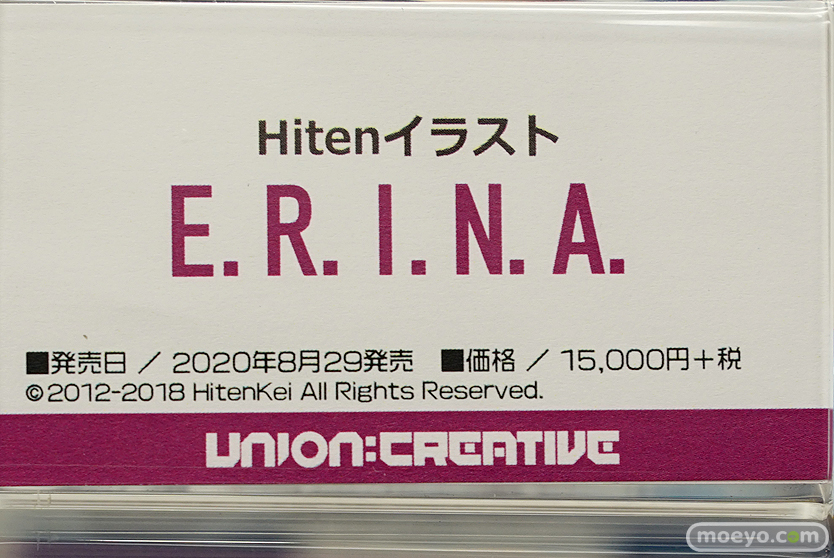 Hitenイラスト
E.R.I.N.A.
■発売日 ／ 2020年8月29発売 ■価格 ／ 15,000円＋税
©2012-2018 HitenKei All Rights Reserved.
UNION:CREATIVE
moeyo.com